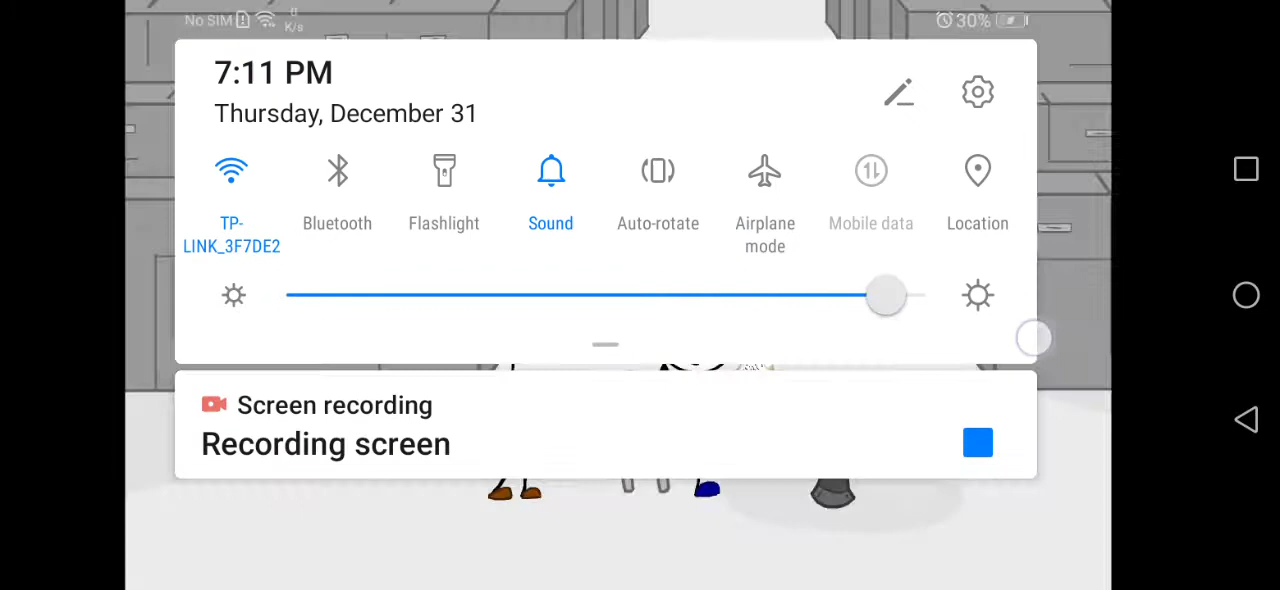 No SIM
0
K/s
30%
7:11 PM
Thursday, December 31
TP-
LINK_3F7DE2
Bluetooth
Flashlight
Sound
Auto-rotate
Airplane
mode
Mobile data
Location
Screen recording
Recording screen